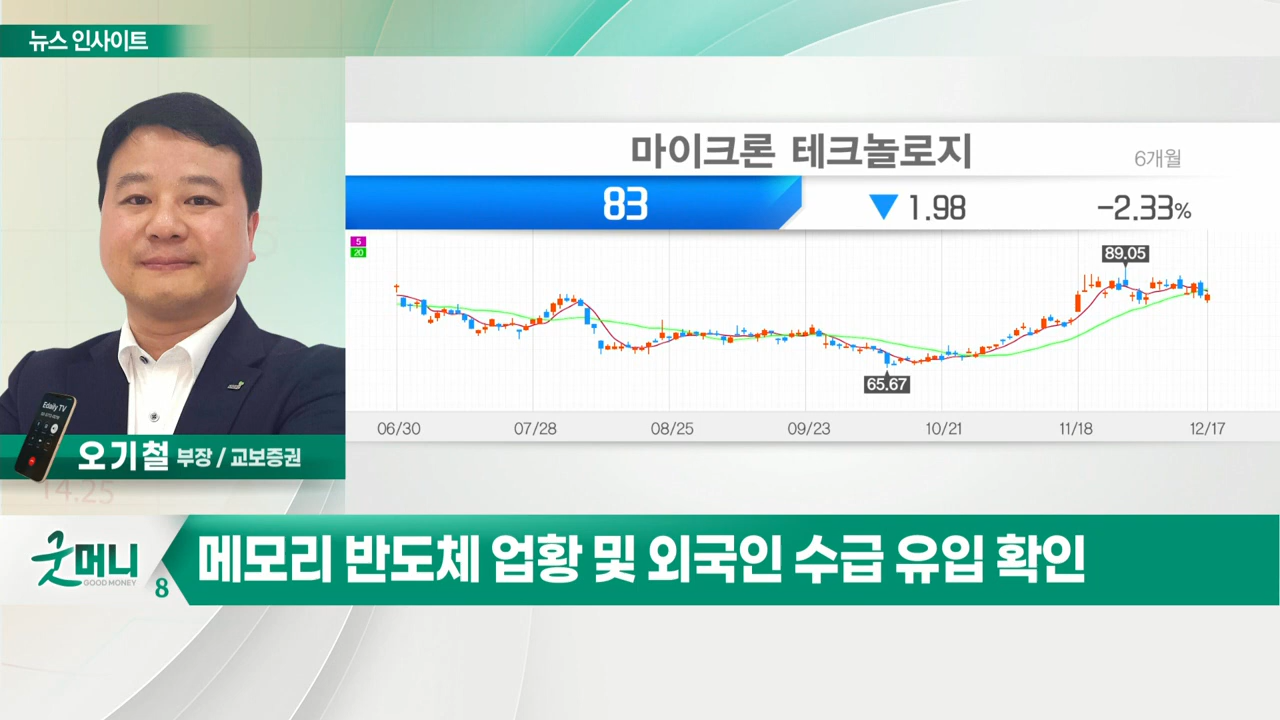 뉴스 인사이트
마이크론 테크놀로지
6개월
83 ▼ 1.98 -2.33%
5
20
89.05
65.67
06/30 07/28 08/25 09/23 10/21 11/18 12/17
Edaily TV
오기철 부장 / 교보증권
14.25
굿머니
GOOD MONEY
8
메모리 반도체 업황 및 외국인 수급 유입 확인